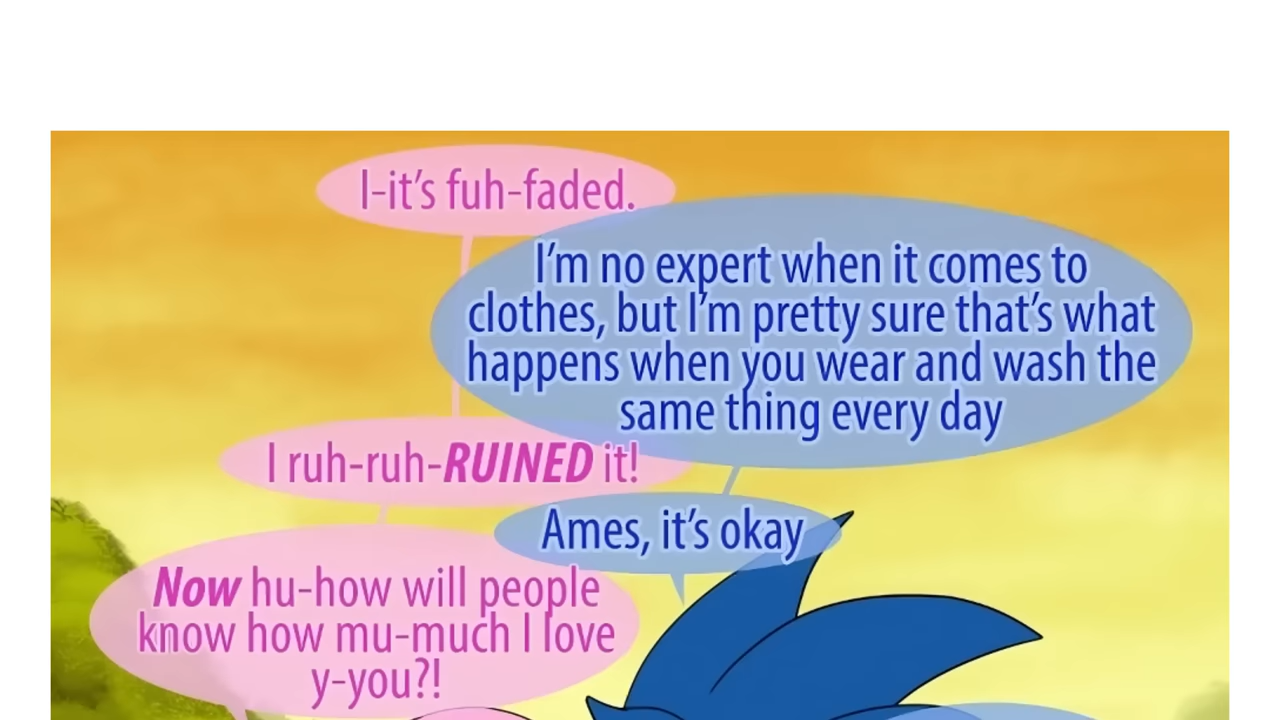 I-it's fuh-faded.
I'm no expert when it comes to
clothes, but I'm pretty sure that's what
happens when you wear and wash the
same thing every day
I ruh-ruh-RUINED it!
Ames, it's okay
Now hu-how will people
know how mu-much I love
y-you?!